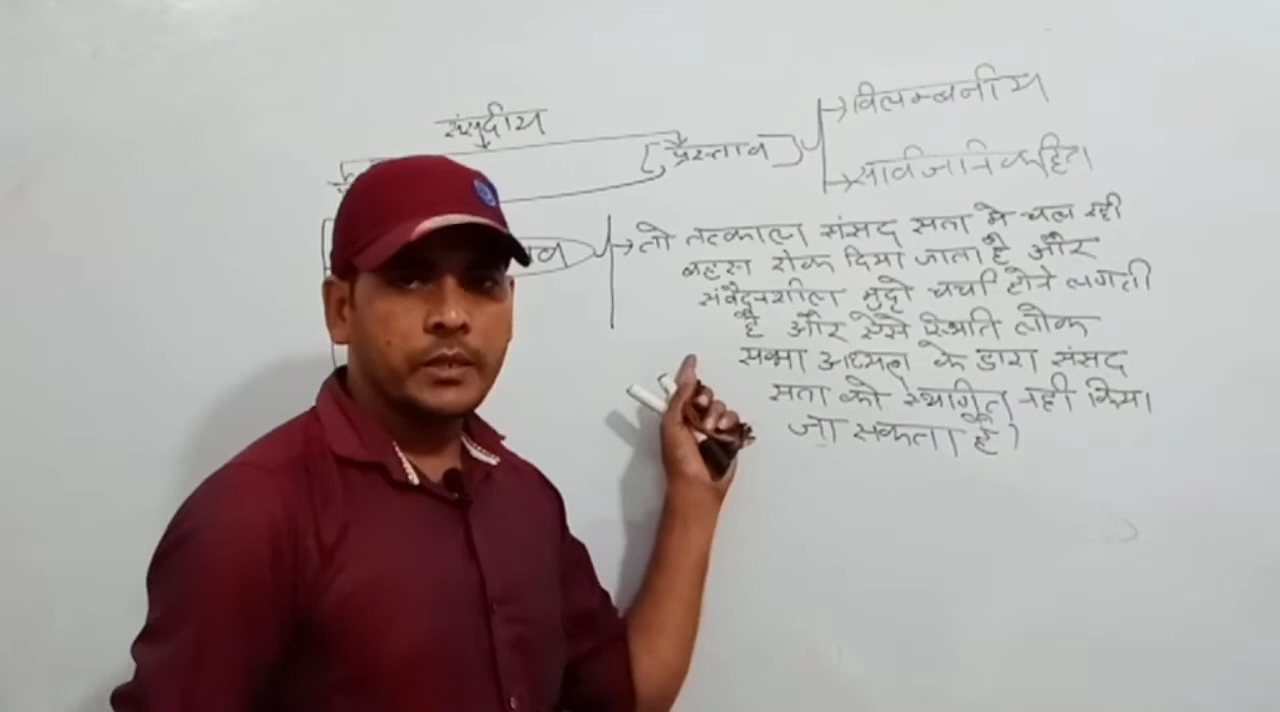 संसदीय
[प्रस्ताव]
→विलम्बनीय
→सार्वजनिक हित
→तो तत्काल संसद सता मे चल रही
बहस रोक दिया जाता है और
संवेदनशील मुद्दो चर्चा होने लगती
है और ऐसे स्थिति लोक
सभा अध्यक्ष के द्वारा संसद
सता को स्थागित नही किया
जा सकता है)